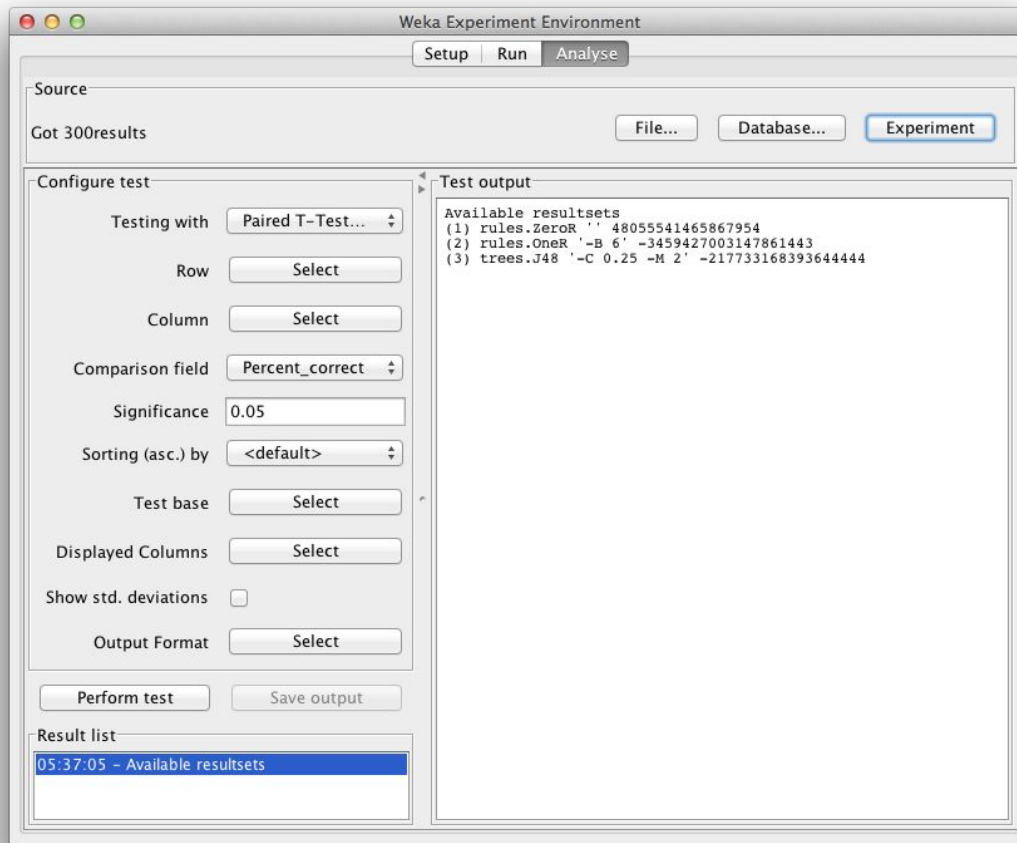 Weka Experiment Environment
Setup Run Analyse
Source
Got 300results
File... Database... Experiment
Configure test
Testing with Paired T-Test...
Row Select
Column Select
Comparison field Percent_correct
Significance 0.05
Sorting (asc.) by <default>
Test base Select
Displayed Columns Select
Show std. deviations
Output Format Select
Perform test Save output
Result list
05:37:05 - Available resultsets
Test output
Available resultsets
(1) rules.ZeroR '' 48055541465867954
(2) rules.OneR '-B 6' -3459427003147861443
(3) trees.J48 '-C 0.25 -M 2' -217733168393644444